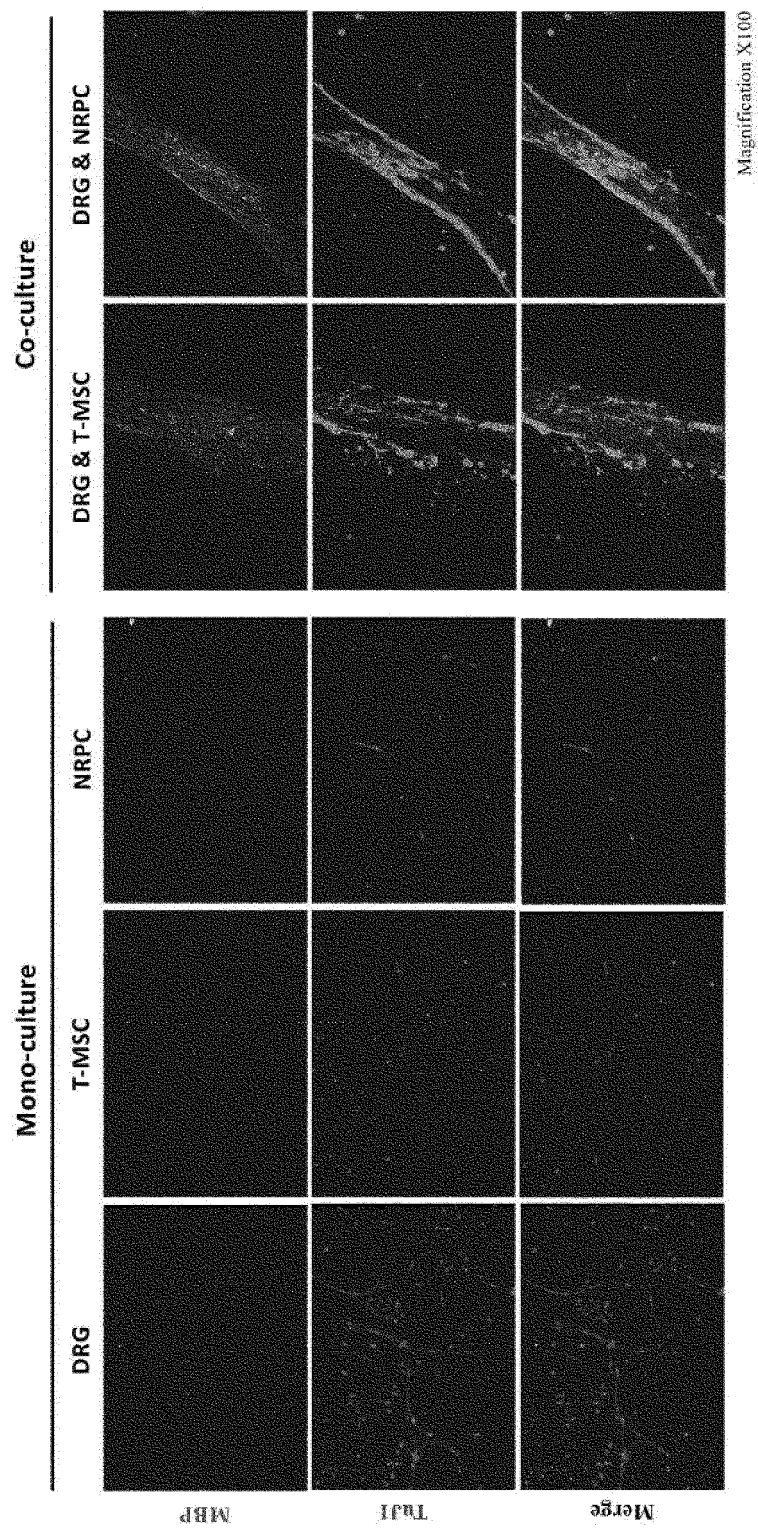 Mono-culture
Co-culture
DRG
T-MSC
NRPC
DRG & T-MSC
DRG & NRPC
MBP
TuJ1
Merge
Magnification X100